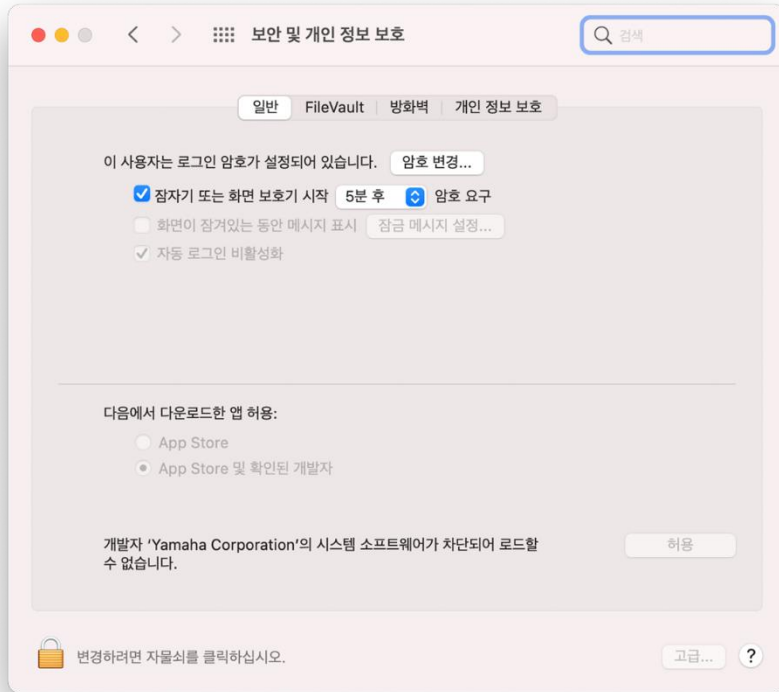 보안 및 개인 정보 보호
검색
일반 FileVault 방화벽 개인 정보 보호
이 사용자는 로그인 암호가 설정되어 있습니다. 암호 변경...
잠자기 또는 화면 보호기 시작 5분 후 암호 요구
화면이 잠겨있는 동안 메시지 표시 잠금 메시지 설정...
자동 로그인 비활성화
다음에서 다운로드한 앱 허용:
App Store
App Store 및 확인된 개발자
개발자 ‘Yamaha Corporation’의 시스템 소프트웨어가 차단되어 로드할
수 없습니다.
허용
변경하려면 자물쇠를 클릭하십시오.
고급... ?